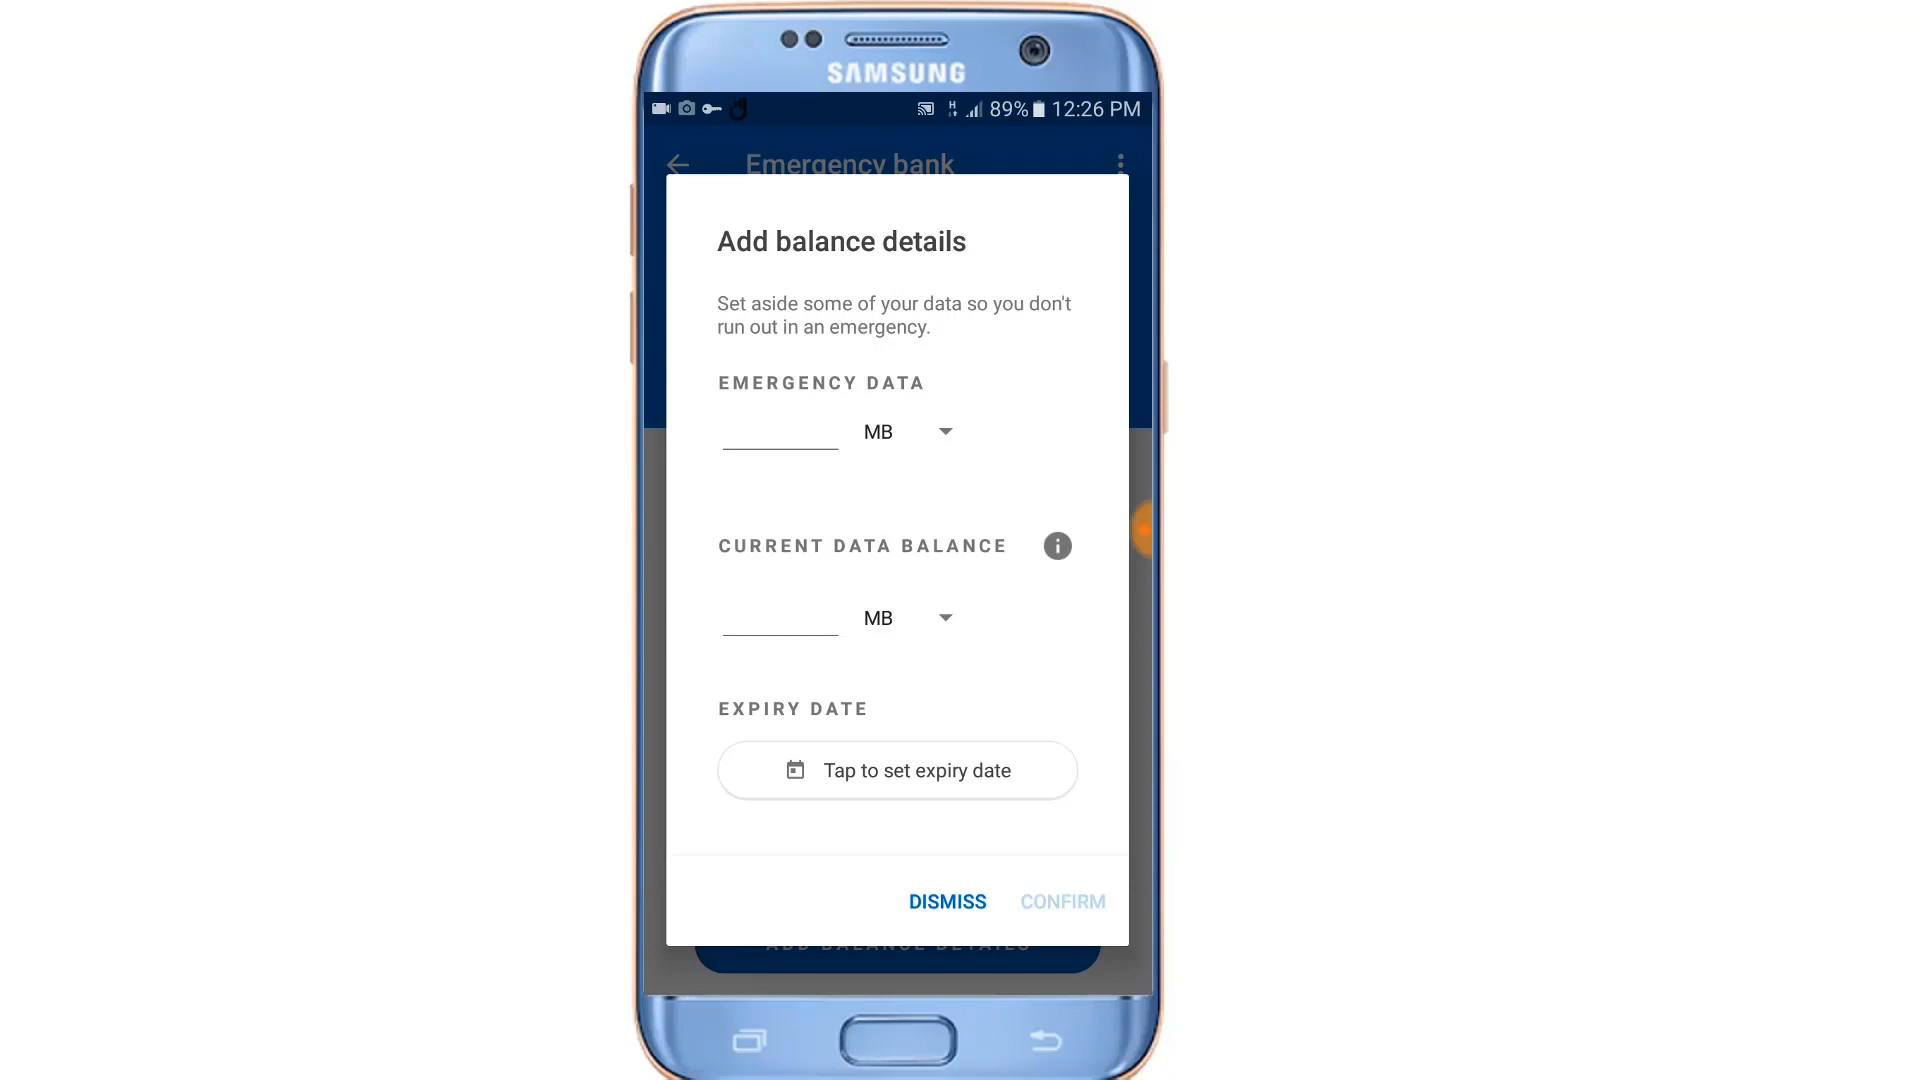 SAMSUNG
H 89% 12:26 PM
Emergency bank
Add balance details
Set aside some of your data so you don't
run out in an emergency.
EMERGENCY DATA
MB
CURRENT DATA BALANCE
MB
EXPIRY DATE
Tap to set expiry date
DISMISS CONFIRM
ADD BALANCE DETAILS